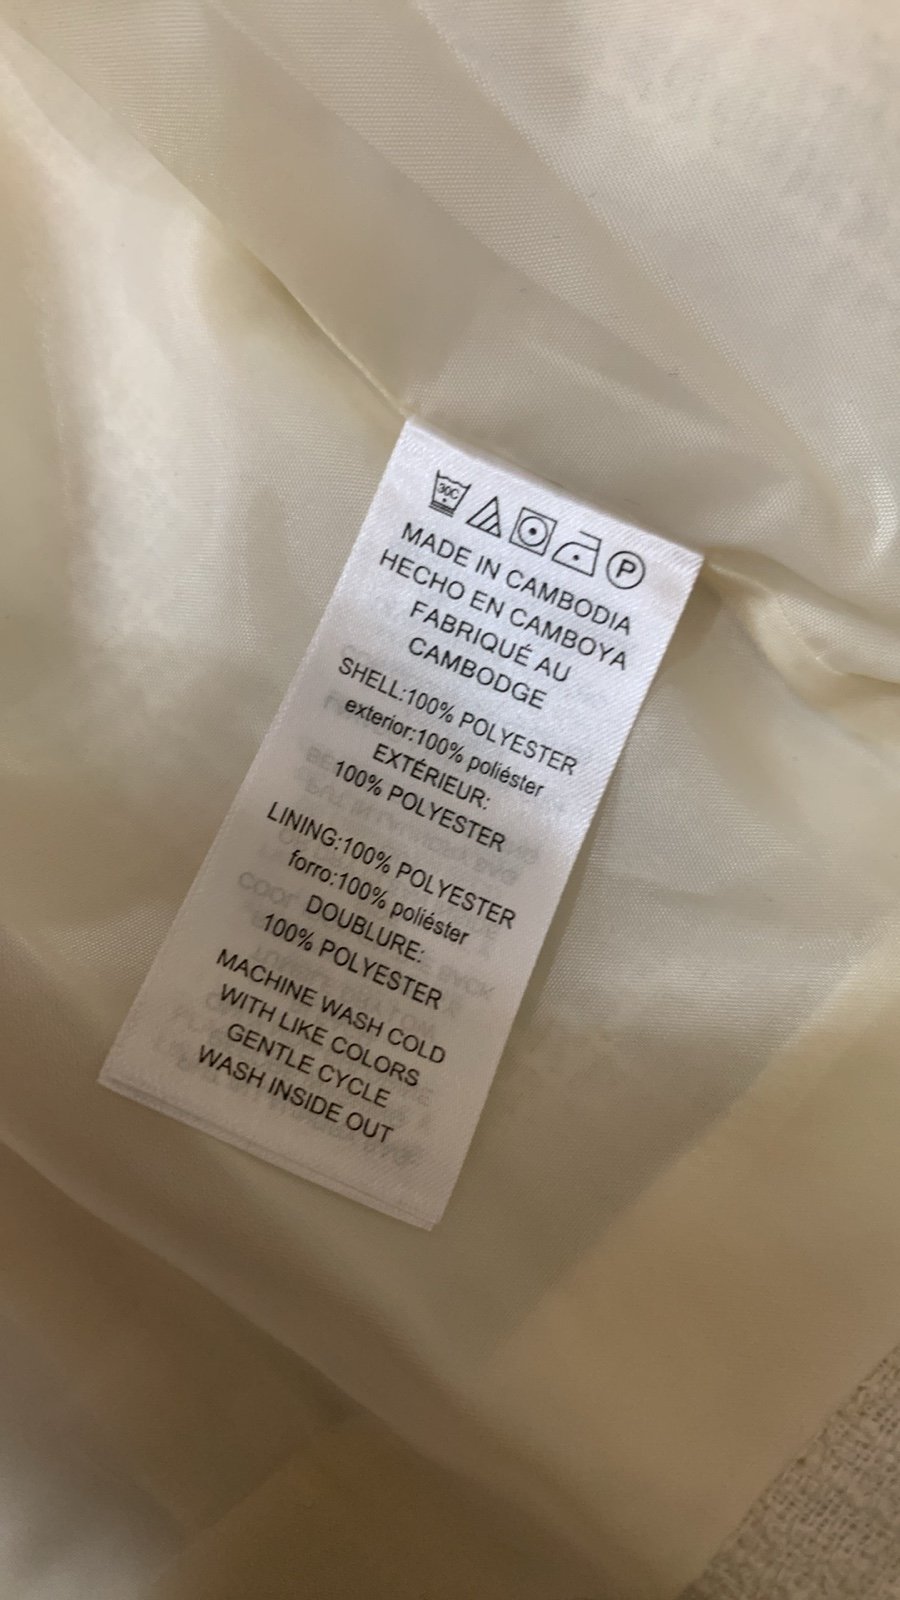 30C
P
MADE IN CAMBODIA
HECHO EN CAMBOYA
FABRIQUÉ AU
CAMBODGE
SHELL:100% POLYESTER
exterior:100% poliéster
EXTÉRIEUR:
100% POLYESTER
LINING:100% POLYESTER
forro:100% poliéster
DOUBLURE:
100% POLYESTER
MACHINE WASH COLD
WITH LIKE COLORS
GENTLE CYCLE
WASH INSIDE OUT